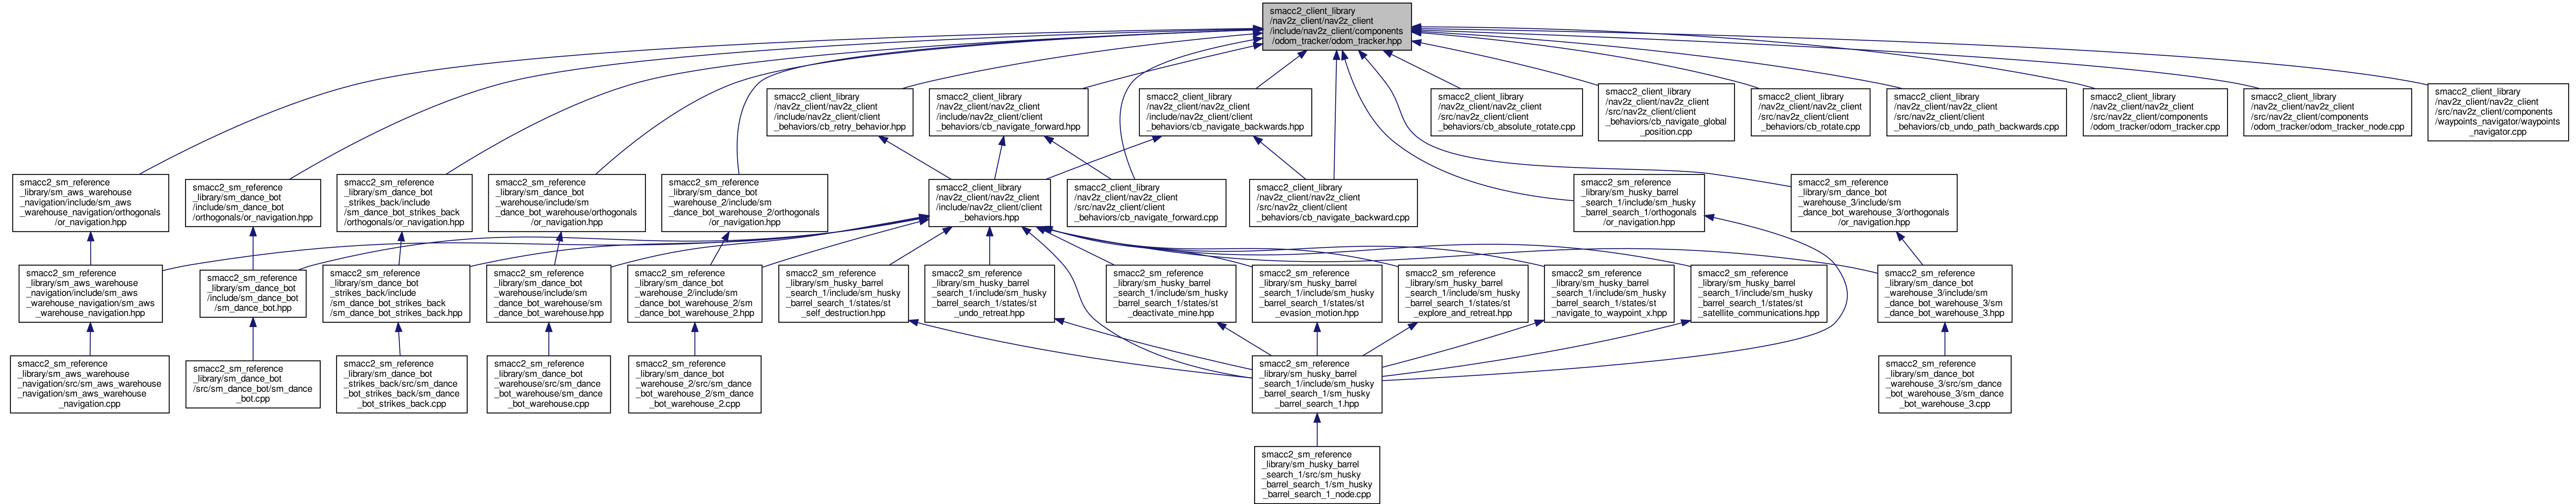 smacc2_client_library
/nav2z_client/nav2z_client
/include/nav2z_client/components
/odom_tracker/odom_tracker.hpp
smacc2_client_library
/nav2z_client/nav2z_client
/include/nav2z_client/client
_behaviors/cb_retry_behavior.hpp
smacc2_client_library
/nav2z_client/nav2z_client
/include/nav2z_client/client
_behaviors/cb_navigate_forward.hpp
smacc2_client_library
/nav2z_client/nav2z_client
/include/nav2z_client/client
_behaviors/cb_navigate_backwards.hpp
smacc2_client_library
/nav2z_client/nav2z_client
/src/nav2z_client/client
_behaviors/cb_absolute_rotate.cpp
smacc2_client_library
/nav2z_client/nav2z_client
/src/nav2z_client/client
_behaviors/cb_navigate_global
_position.cpp
smacc2_client_library
/nav2z_client/nav2z_client
/src/nav2z_client/client
_behaviors/cb_rotate.cpp
smacc2_client_library
/nav2z_client/nav2z_client
/src/nav2z_client/client
_behaviors/cb_undo_path_backwards.cpp
smacc2_client_library
/nav2z_client/nav2z_client
/src/nav2z_client/components
/odom_tracker/odom_tracker.cpp
smacc2_client_library
/nav2z_client/nav2z_client
/src/nav2z_client/components
/odom_tracker/odom_tracker_node.cpp
smacc2_client_library
/nav2z_client/nav2z_client
/src/nav2z_client/components
/waypoints_navigator/waypoints
_navigator.cpp
smacc2_sm_reference
_library/sm_aws_warehouse
_navigation/include/sm_aws
_warehouse_navigation/orthogonals
/or_navigation.hpp
smacc2_sm_reference
_library/sm_dance_bot
/include/sm_dance_bot
/orthogonals/or_navigation.hpp
smacc2_sm_reference
_library/sm_dance_bot
_strikes_back/include
/sm_dance_bot_strikes_back
/orthogonals/or_navigation.hpp
smacc2_sm_reference
_library/sm_dance_bot
_warehouse/include/sm
_dance_bot_warehouse/orthogonals
/or_navigation.hpp
smacc2_sm_reference
_library/sm_dance_bot
_warehouse_2/include/sm
_dance_bot_warehouse_2/orthogonals
/or_navigation.hpp
smacc2_client_library
/nav2z_client/nav2z_client
/include/nav2z_client/client
_behaviors.hpp
smacc2_client_library
/nav2z_client/nav2z_client
/src/nav2z_client/client
_behaviors/cb_navigate_forward.cpp
smacc2_client_library
/nav2z_client/nav2z_client
/src/nav2z_client/client
_behaviors/cb_navigate_backward.cpp
smacc2_sm_reference
_library/sm_husky_barrel
_search_1/include/sm_husky
_barrel_search_1/orthogonals
/or_navigation.hpp
smacc2_sm_reference
_library/sm_dance_bot
_warehouse_3/include/sm
_dance_bot_warehouse_3/orthogonals
/or_navigation.hpp
smacc2_sm_reference
_library/sm_aws_warehouse
_navigation/include/sm_aws
_warehouse_navigation/sm_aws
_warehouse_navigation.hpp
smacc2_sm_reference
_library/sm_dance_bot
/include/sm_dance_bot
/sm_dance_bot.hpp
smacc2_sm_reference
_library/sm_dance_bot
_strikes_back/include
/sm_dance_bot_strikes_back
/sm_dance_bot_strikes_back.hpp
smacc2_sm_reference
_library/sm_dance_bot
_warehouse/include/sm
_dance_bot_warehouse/sm
_dance_bot_warehouse.hpp
smacc2_sm_reference
_library/sm_dance_bot
_warehouse_2/include/sm
_dance_bot_warehouse_2/sm
_dance_bot_warehouse_2.hpp
smacc2_sm_reference
_library/sm_husky_barrel
_search_1/include/sm_husky
_barrel_search_1/states/st
_self_destruction.hpp
smacc2_sm_reference
_library/sm_husky_barrel
_search_1/include/sm_husky
_barrel_search_1/states/st
_undo_retreat.hpp
smacc2_sm_reference
_library/sm_husky_barrel
_search_1/include/sm_husky
_barrel_search_1/states/st
_deactivate_mine.hpp
smacc2_sm_reference
_library/sm_husky_barrel
_search_1/include/sm_husky
_barrel_search_1/states/st
_evasion_motion.hpp
smacc2_sm_reference
_library/sm_husky_barrel
_search_1/include/sm_husky
_barrel_search_1/states/st
_explore_and_retreat.hpp
smacc2_sm_reference
_library/sm_husky_barrel
_search_1/include/sm_husky
_barrel_search_1/states/st
_navigate_to_waypoint_x.hpp
smacc2_sm_reference
_library/sm_husky_barrel
_search_1/include/sm_husky
_barrel_search_1/states/st
_satellite_communications.hpp
smacc2_sm_reference
_library/sm_dance_bot
_warehouse_3/include/sm
_dance_bot_warehouse_3/sm
_dance_bot_warehouse_3.hpp
smacc2_sm_reference
_library/sm_aws_warehouse
_navigation/src/sm_aws_warehouse
_navigation/sm_aws_warehouse
_navigation.cpp
smacc2_sm_reference
_library/sm_dance_bot
/src/sm_dance_bot/sm_dance
_bot.cpp
smacc2_sm_reference
_library/sm_dance_bot
_strikes_back/src/sm_dance
_bot_strikes_back/sm_dance
_bot_strikes_back.cpp
smacc2_sm_reference
_library/sm_dance_bot
_warehouse/src/sm_dance
_bot_warehouse/sm_dance
_bot_warehouse.cpp
smacc2_sm_reference
_library/sm_dance_bot
_warehouse_2/src/sm_dance
_bot_warehouse_2/sm_dance
_bot_warehouse_2.cpp
smacc2_sm_reference
_library/sm_husky_barrel
_search_1/include/sm_husky
_barrel_search_1/sm_husky
_barrel_search_1.hpp
smacc2_sm_reference
_library/sm_dance_bot
_warehouse_3/src/sm_dance
_bot_warehouse_3/sm_dance
_bot_warehouse_3.cpp
smacc2_sm_reference
_library/sm_husky_barrel
_search_1/src/sm_husky
_barrel_search_1/sm_husky
_barrel_search_1_node.cpp